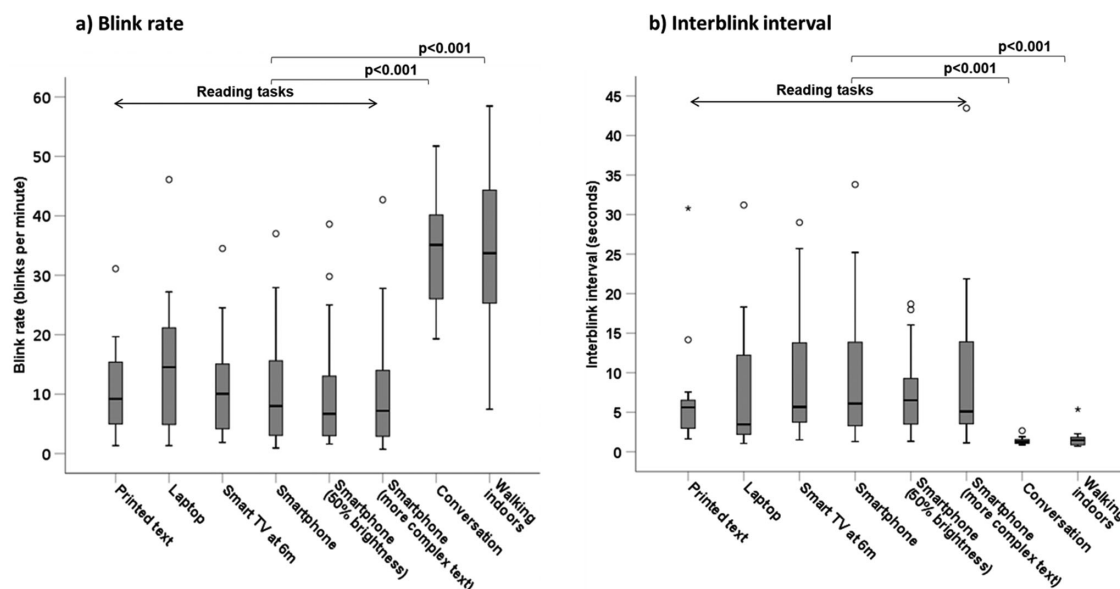 a) Blink rate
p<0.001
p<0.001
Reading tasks
60
50
40
30
20
10
0
Blink rate (blinks per minute)
Printed text
Laptop
Smart TV at 6m
Smartphone
Smartphone
(50% brightness)
Smartphone
(more complex text)
Conversation
Walking
indoors
b) Interblink interval
p<0.001
p<0.001
Reading tasks
45
40
35
30
25
20
15
10
5
0
Interblink interval (seconds)
Printed text
Laptop
Smart TV at 6m
Smartphone
Smartphone
(50% brightness)
Smartphone
(more complex text)
Conversation
Walking
indoors